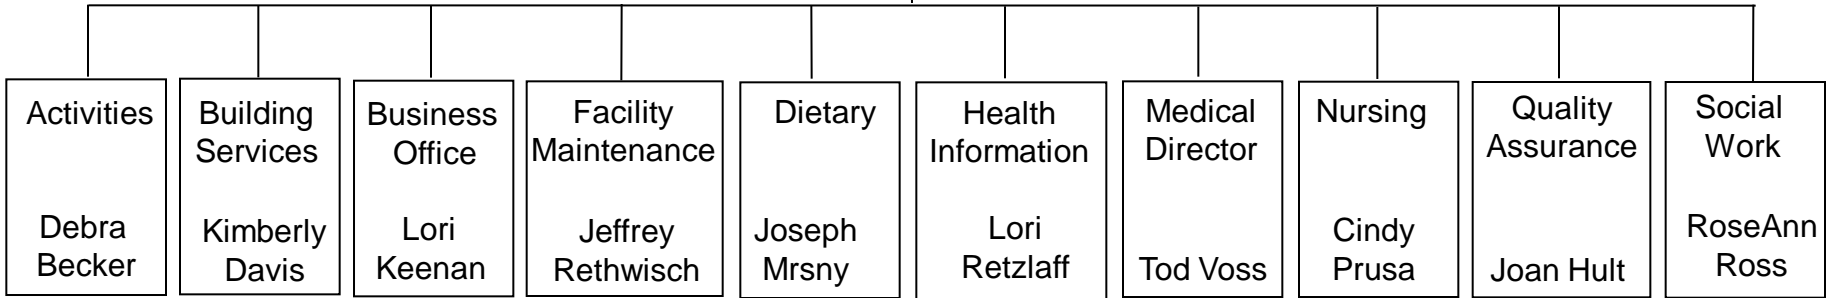 Activities
Debra
Becker
Building
Services
Kimberly
Davis
Business
Office
Lori
Keenan
Facility
Maintenance
Jeffrey
Rethwisch
Dietary
Joseph
Mrsny
Health
Information
Lori
Retzlaff
Medical
Director
Tod Voss
Nursing
Cindy
Prusa
Quality
Assurance
Joan Hult
Social
Work
RoseAnn
Ross